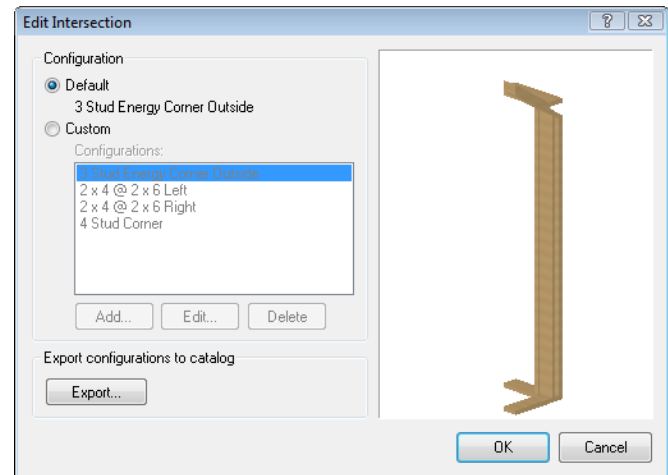 Edit Intersection
Configuration
Default
3 Stud Energy Corner Outside
Custom
Configurations:
3 Stud Energy Corner Outside
2 x 4 @ 2 x 6 Left
2 x 4 @ 2 x 6 Right
4 Stud Corner
Add... Edit... Delete
Export configurations to catalog
Export...
OK Cancel